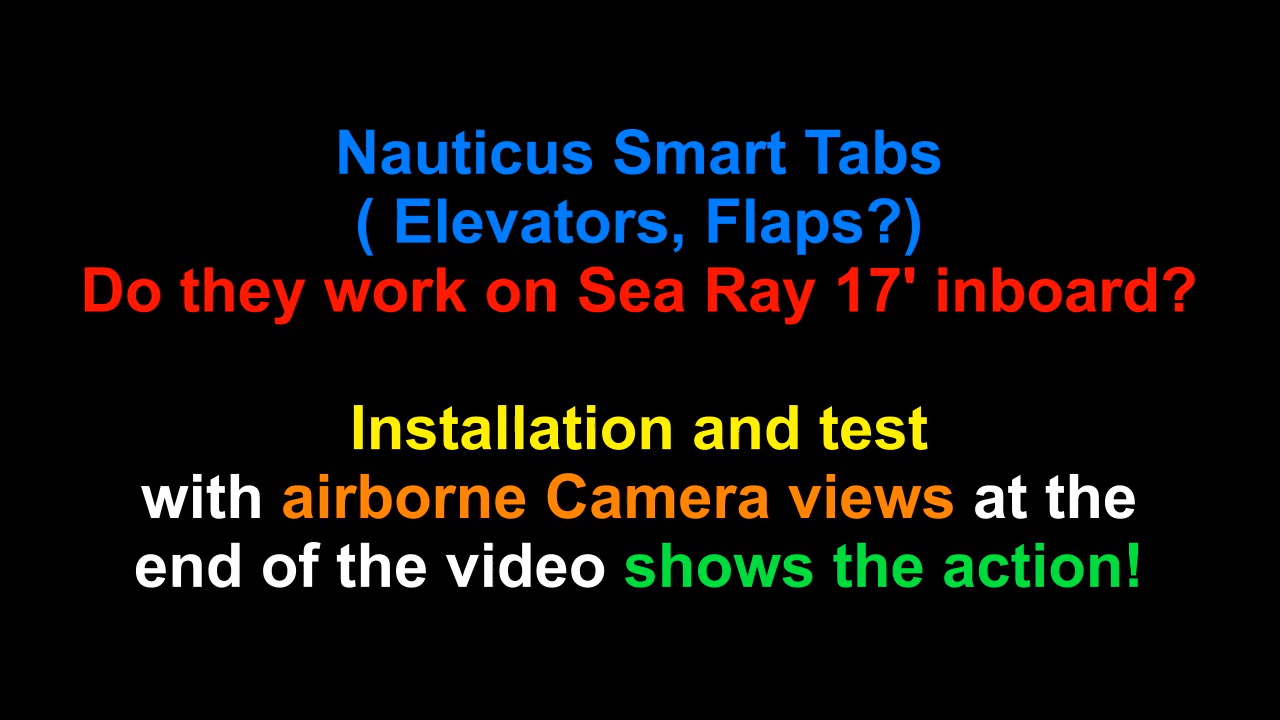 Nauticus Smart Tabs
( Elevators, Flaps?)
Do they work on Sea Ray 17' inboard?
Installation and test
with airborne Camera views at the
end of the video shows the action!